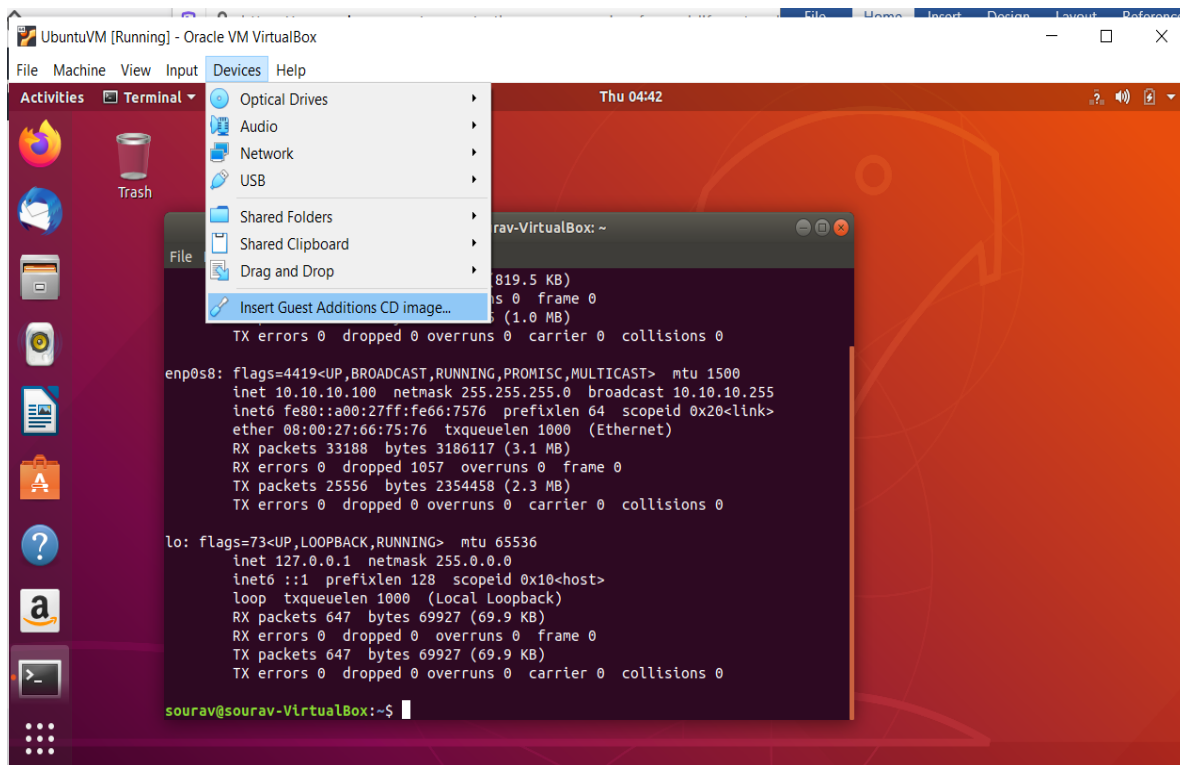 File Home Insert Design Layout Reference
UbuntuVM [Running] - Oracle VM VirtualBox
File Machine View Input Devices Help
Activities Terminal Thu 04:42
Optical Drives
Audio
Network
USB
Shared Folders
Shared Clipboard
Drag and Drop
Insert Guest Additions CD image...
Trash
rav-VirtualBox: ~
File
(819.5 KB)
0 frame 0
(1.0 MB)
TX errors 0 dropped 0 overruns 0 carrier 0 collisions 0
enp0s8: flags=4419<UP,BROADCAST,RUNNING,PROMISC,MULTICAST> mtu 1500
inet 10.10.10.100 netmask 255.255.255.0 broadcast 10.10.10.255
inet6 fe80::a00:27ff:fe66:7576 prefixlen 64 scopeid 0x20<link>
ether 08:00:27:66:75:76 txqueuelen 1000 (Ethernet)
RX packets 33188 bytes 3186117 (3.1 MB)
RX errors 0 dropped 1057 overruns 0 frame 0
TX packets 25556 bytes 2354458 (2.3 MB)
TX errors 0 dropped 0 overruns 0 carrier 0 collisions 0
lo: flags=73<UP,LOOPBACK,RUNNING> mtu 65536
inet 127.0.0.1 netmask 255.0.0.0
inet6 ::1 prefixlen 128 scopeid 0x10<host>
loop txqueuelen 1000 (Local Loopback)
RX packets 647 bytes 69927 (69.9 KB)
RX errors 0 dropped 0 overruns 0 frame 0
TX packets 647 bytes 69927 (69.9 KB)
TX errors 0 dropped 0 overruns 0 carrier 0 collisions 0
sourav@sourav-VirtualBox:~$